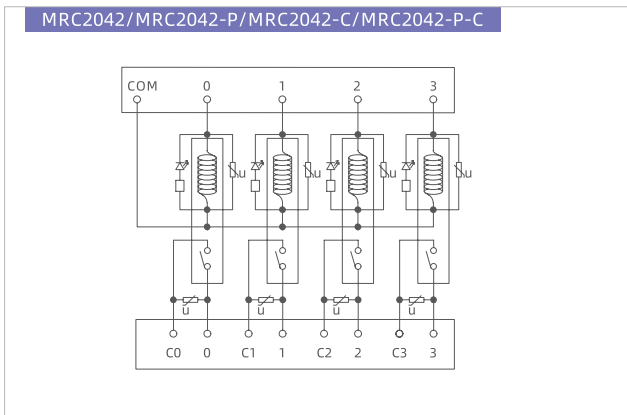 MRC2042/MRC2042-P/MRC2042-C/MRC2042-P-C
COM 0 1 2 3
u u u u
u u u u
C0 0 C1 1 C2 2 C3 3